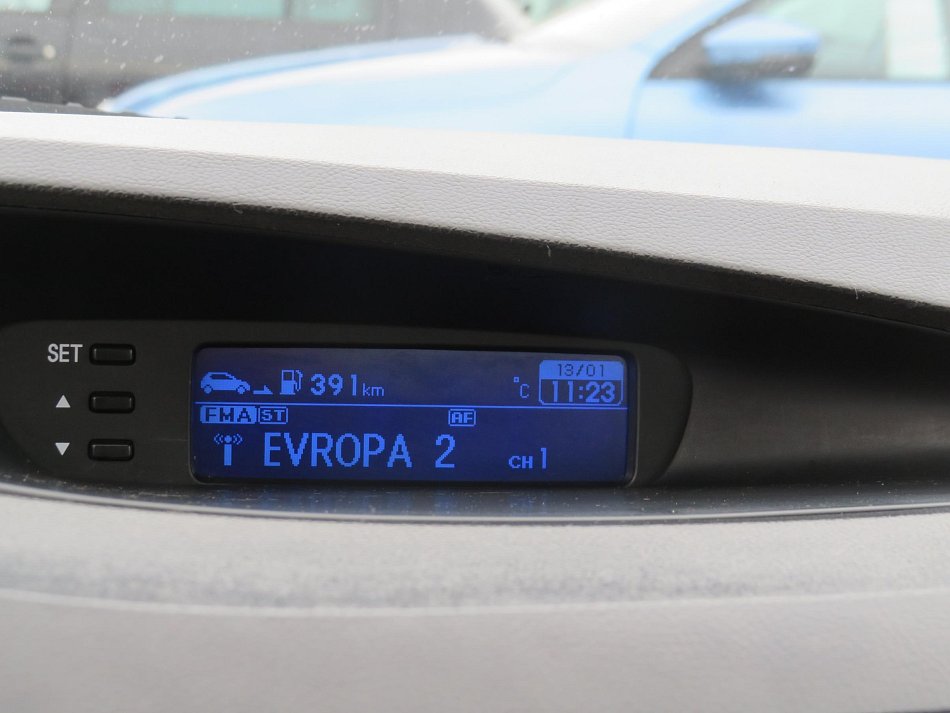 SET
▲
▼
391km
°C
13/01
11:23
FMA ST AF
EVROPA 2
CH1